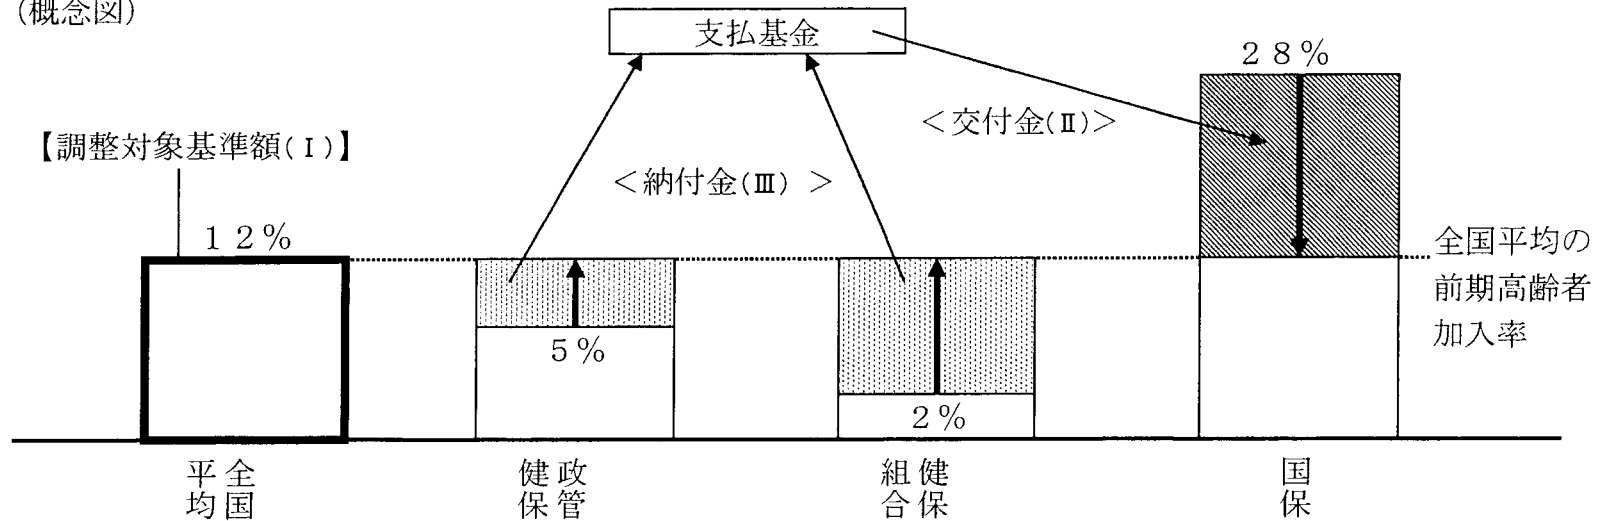 (概念図)
支払基金
28%
<交付金(Ⅱ)>
【調整対象基準額(Ⅰ)】
<納付金(Ⅲ) >
12%
全国平均の
前期高齢者
加入率
5%
2%
全国
平均
政管
健保
健保
組合
国保